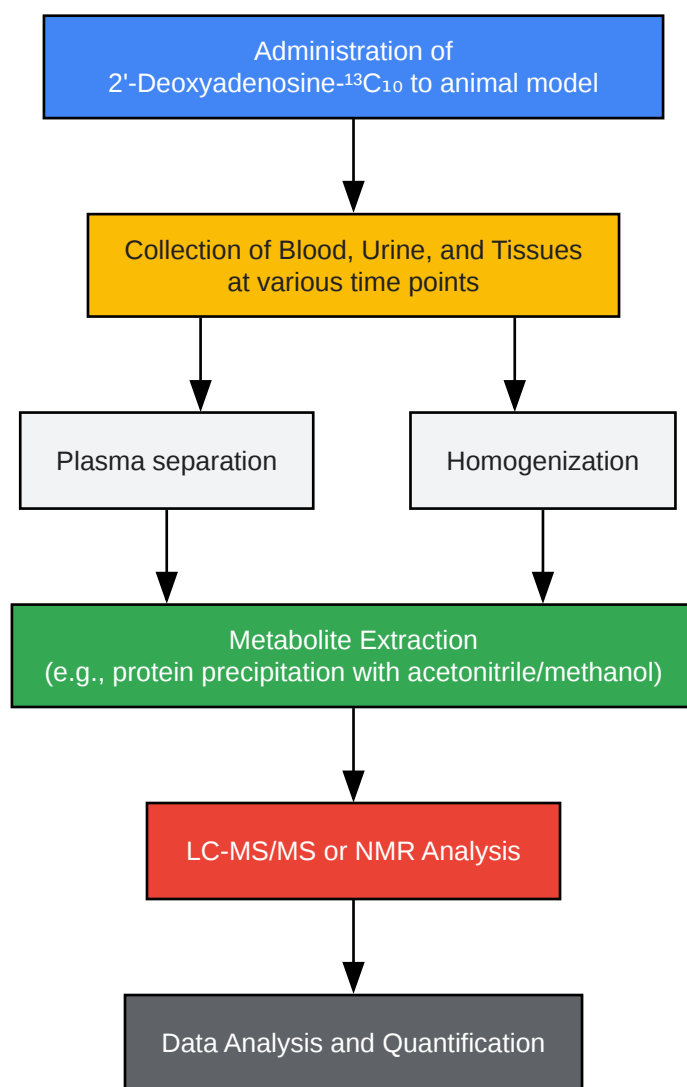 Administration of
2'-Deoxyadenosine-¹³C₁₀ to animal model
Collection of Blood, Urine, and Tissues
at various time points
Plasma separation
Homogenization
Metabolite Extraction
(e.g., protein precipitation with acetonitrile/methanol)
LC-MS/MS or NMR Analysis
Data Analysis and Quantification